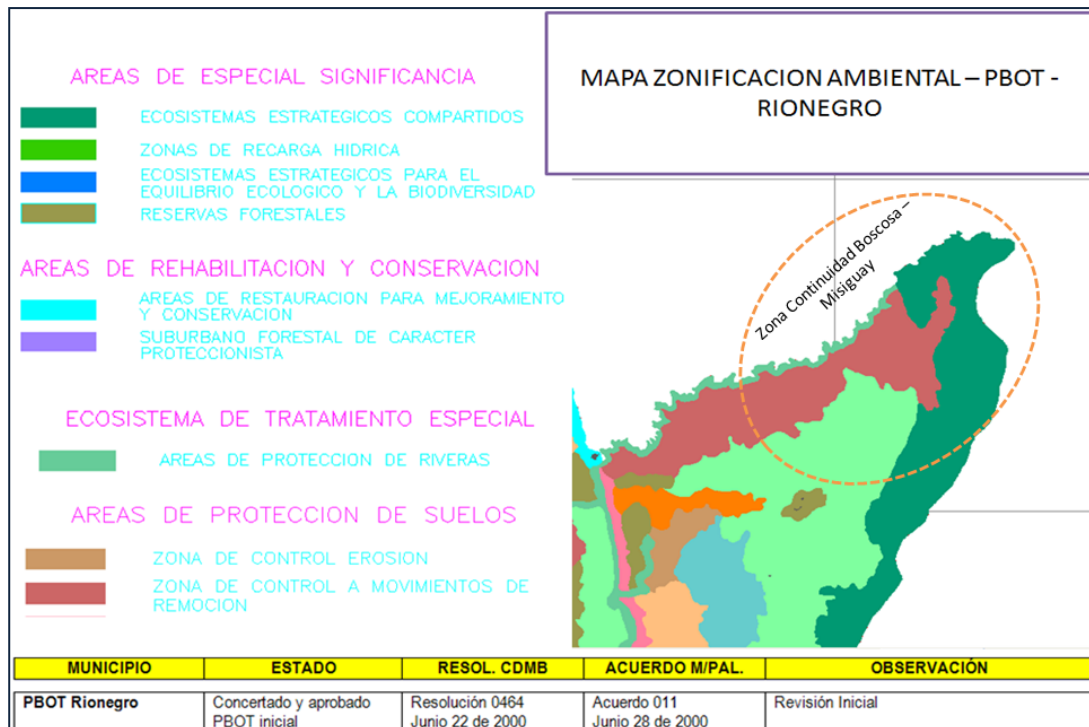 MAPA ZONIFICACION AMBIENTAL – PBOT -
RIONEGRO
AREAS DE ESPECIAL SIGNIFICANCIA
ECOSISTEMAS ESTRATEGICOS COMPARTIDOS
ZONAS DE RECARGA HIDRICA
ECOSISTEMAS ESTRATEGICOS PARA EL
EQUILIBRIO ECOLOGICO Y LA BIODIVERSIDAD
RESERVAS FORESTALES
AREAS DE REHABILITACION Y CONSERVACION
AREAS DE RESTAURACION PARA MEJORAMIENTO
Y CONSERVACION
SUBURBANO FORESTAL DE CARACTER
PROTECCIONISTA
ECOSISTEMA DE TRATAMIENTO ESPECIAL
AREAS DE PROTECCION DE RIVERAS
AREAS DE PROTECCION DE SUELOS
ZONA DE CONTROL EROSION
ZONA DE CONTROL A MOVIMIENTOS DE
REMOCION
Zona Continuidad Boscosa –
Misiguay
MUNICIPIO ESTADO RESOL. CDMB ACUERDO M/PAL. OBSERVACIÓN
PBOT Rionegro Concertado y aprobado Resolución 0464 Acuerdo 011 Revisión Inicial
PBOT inicial Junio 22 de 2000 Junio 28 de 2000